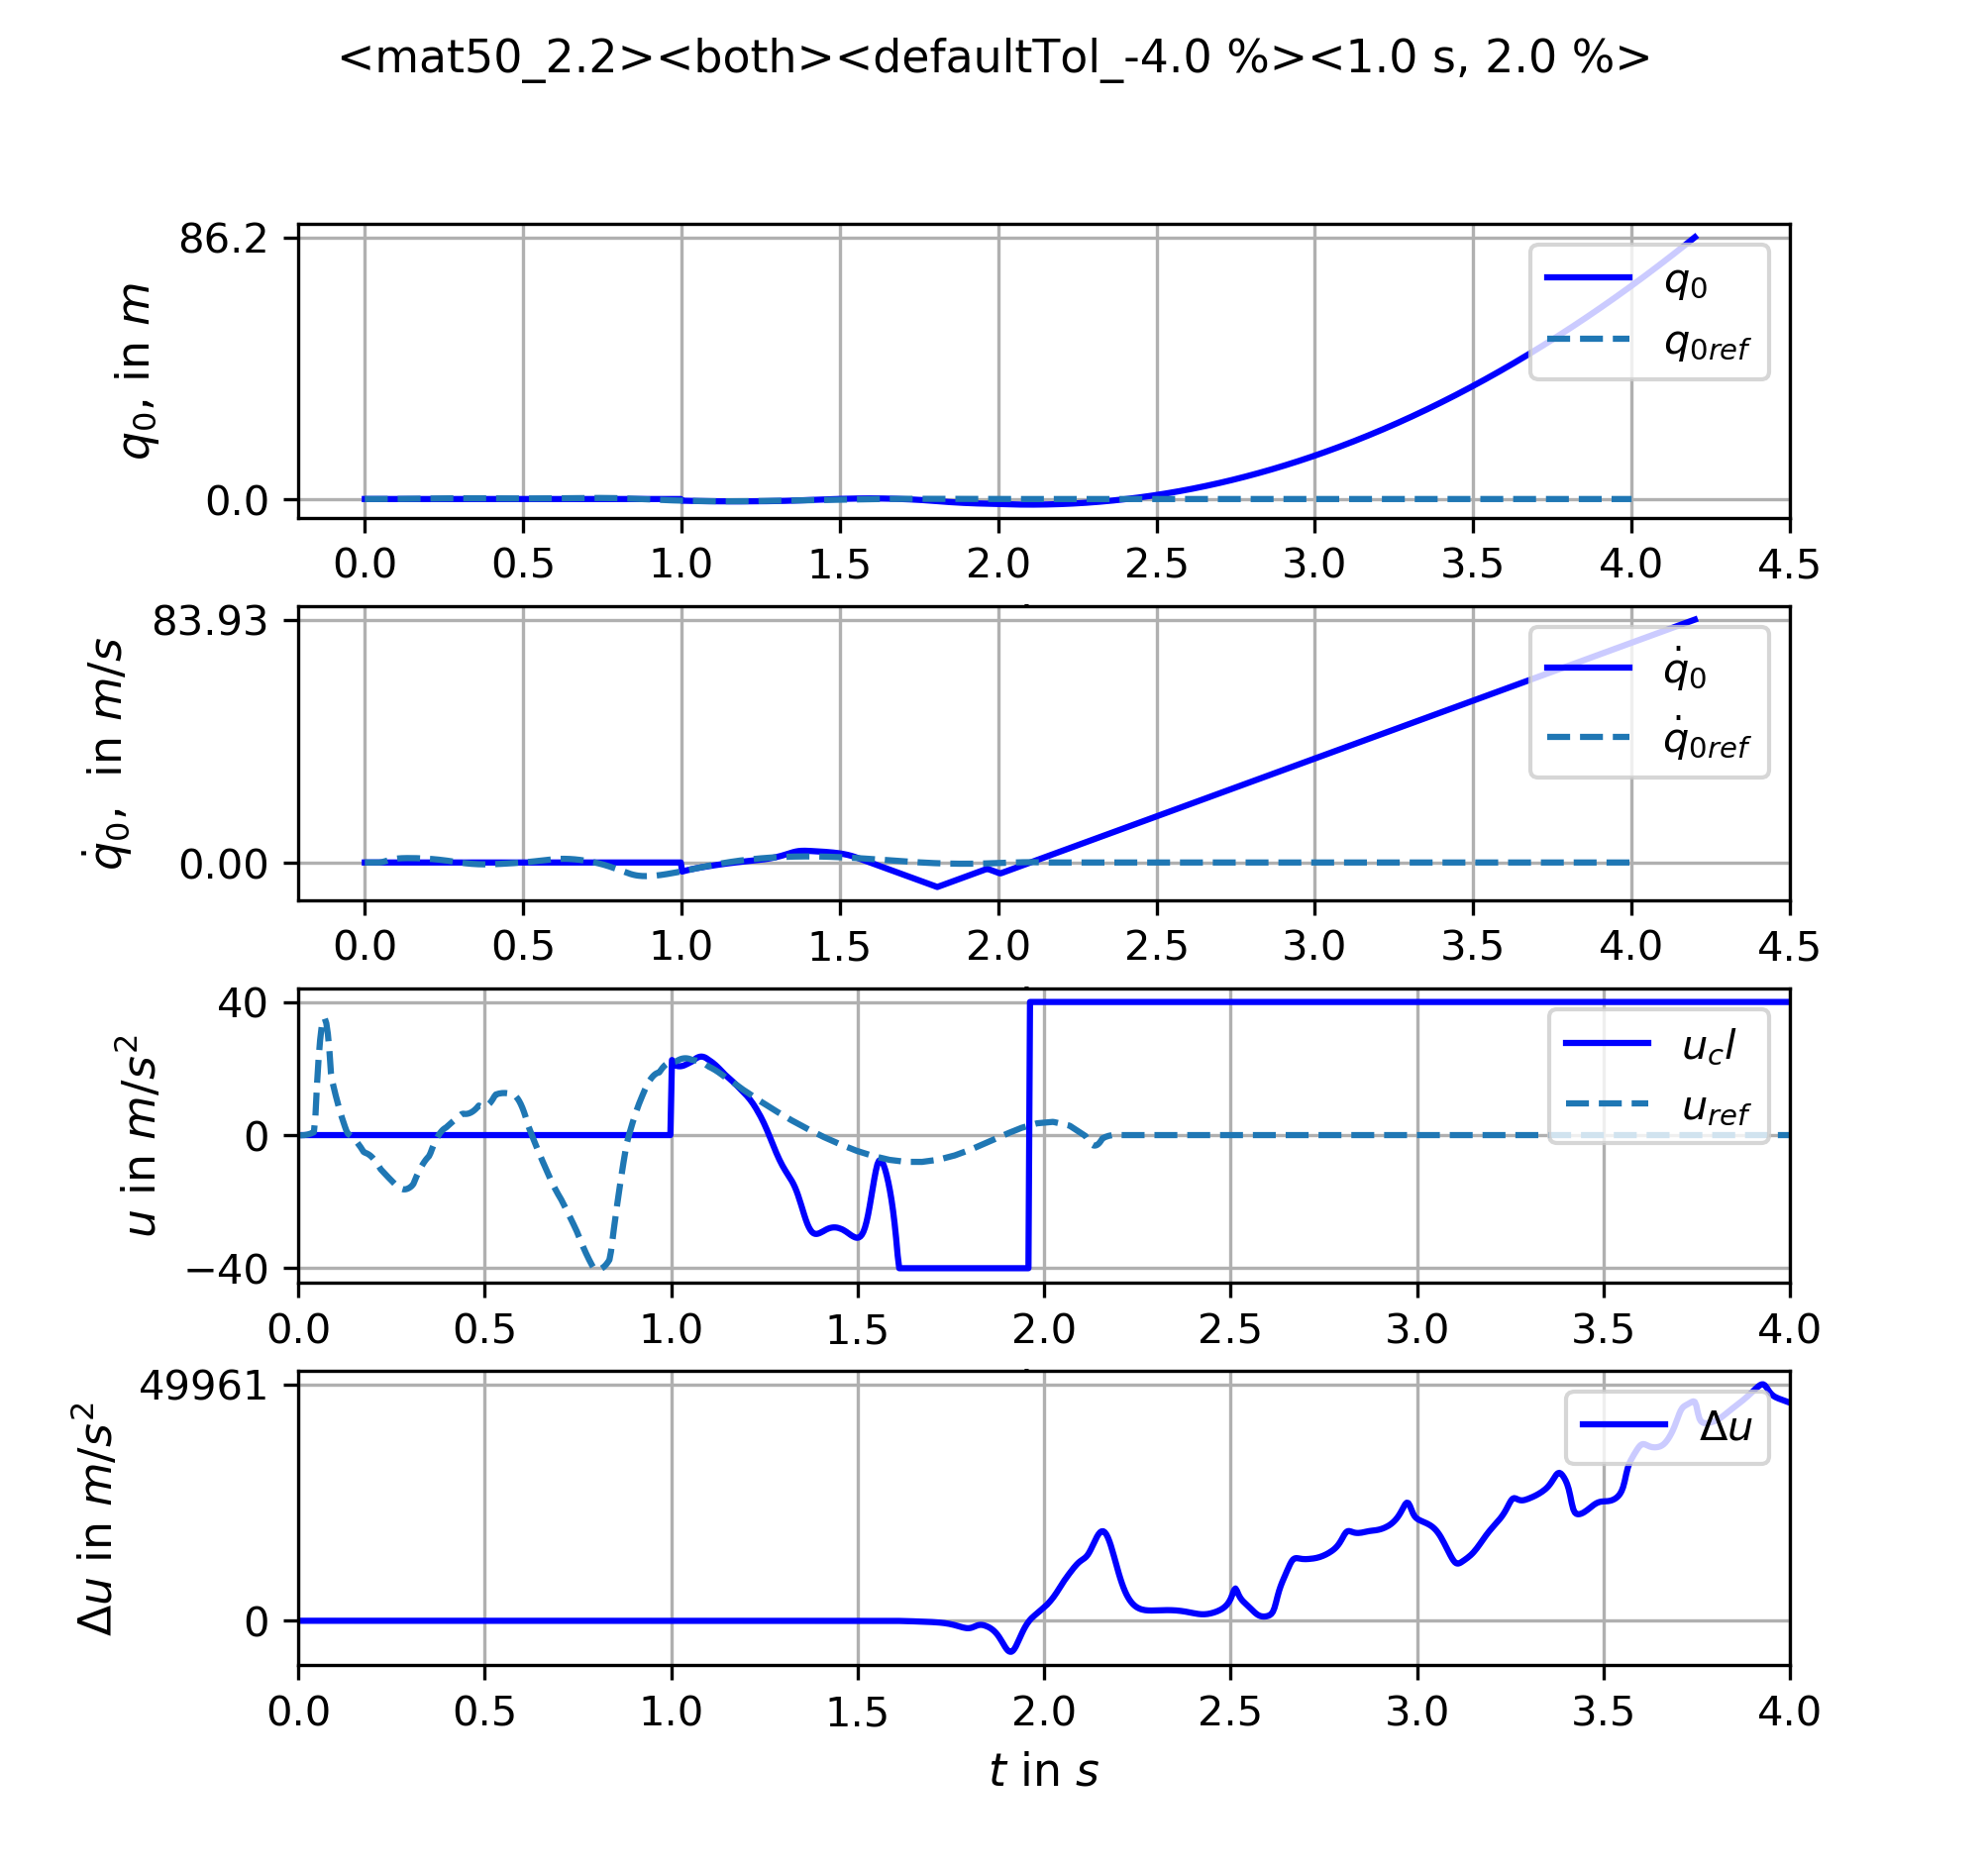 <mat50_2.2><both><defaultTol_-4.0 %><1.0 s, 2.0 %>
q₀, in m
86.2
0.0
q₀
q₀ref
0.0 0.5 1.0 1.5 2.0 2.5 3.0 3.5 4.0 4.5
q̇₀, in m/s
83.93
0.00
q̇₀
q̇₀ref
0.0 0.5 1.0 1.5 2.0 2.5 3.0 3.5 4.0 4.5
u in m/s²
40
0
−40
u_cl
u_ref
0.0 0.5 1.0 1.5 2.0 2.5 3.0 3.5 4.0
Δu in m/s²
49961
0
Δu
0.0 0.5 1.0 1.5 2.0 2.5 3.0 3.5 4.0
t in s